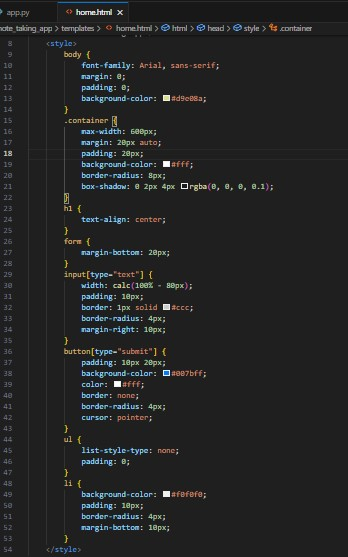 app.py
home.html ×
note_taking_app > templates > home.html > html > head > style > .container
8 <style>
9 body {
10 font-family: Arial, sans-serif;
11 margin: 0;
12 padding: 0;
13 background-color: #d9e08a;
14 }
15 .container {
16 max-width: 600px;
17 margin: 20px auto;
18 padding: 20px;
19 background-color: #fff;
20 border-radius: 8px;
21 box-shadow: 0 2px 4px rgba(0, 0, 0, 0.1);
22 }
23 h1 {
24 text-align: center;
25 }
26 form {
27 margin-bottom: 20px;
28 }
29 input[type="text"] {
30 width: calc(100% - 80px);
31 padding: 10px;
32 border: 1px solid #ccc;
33 border-radius: 4px;
34 margin-right: 10px;
35 }
36 button[type="submit"] {
37 padding: 10px 20px;
38 background-color: #007bff;
39 color: #fff;
40 border: none;
41 border-radius: 4px;
42 cursor: pointer;
43 }
44 ul {
45 list-style-type: none;
46 padding: 0;
47 }
48 li {
49 background-color: #f0f0f0;
50 padding: 10px;
51 border-radius: 4px;
52 margin-bottom: 10px;
53 }
54 </style>